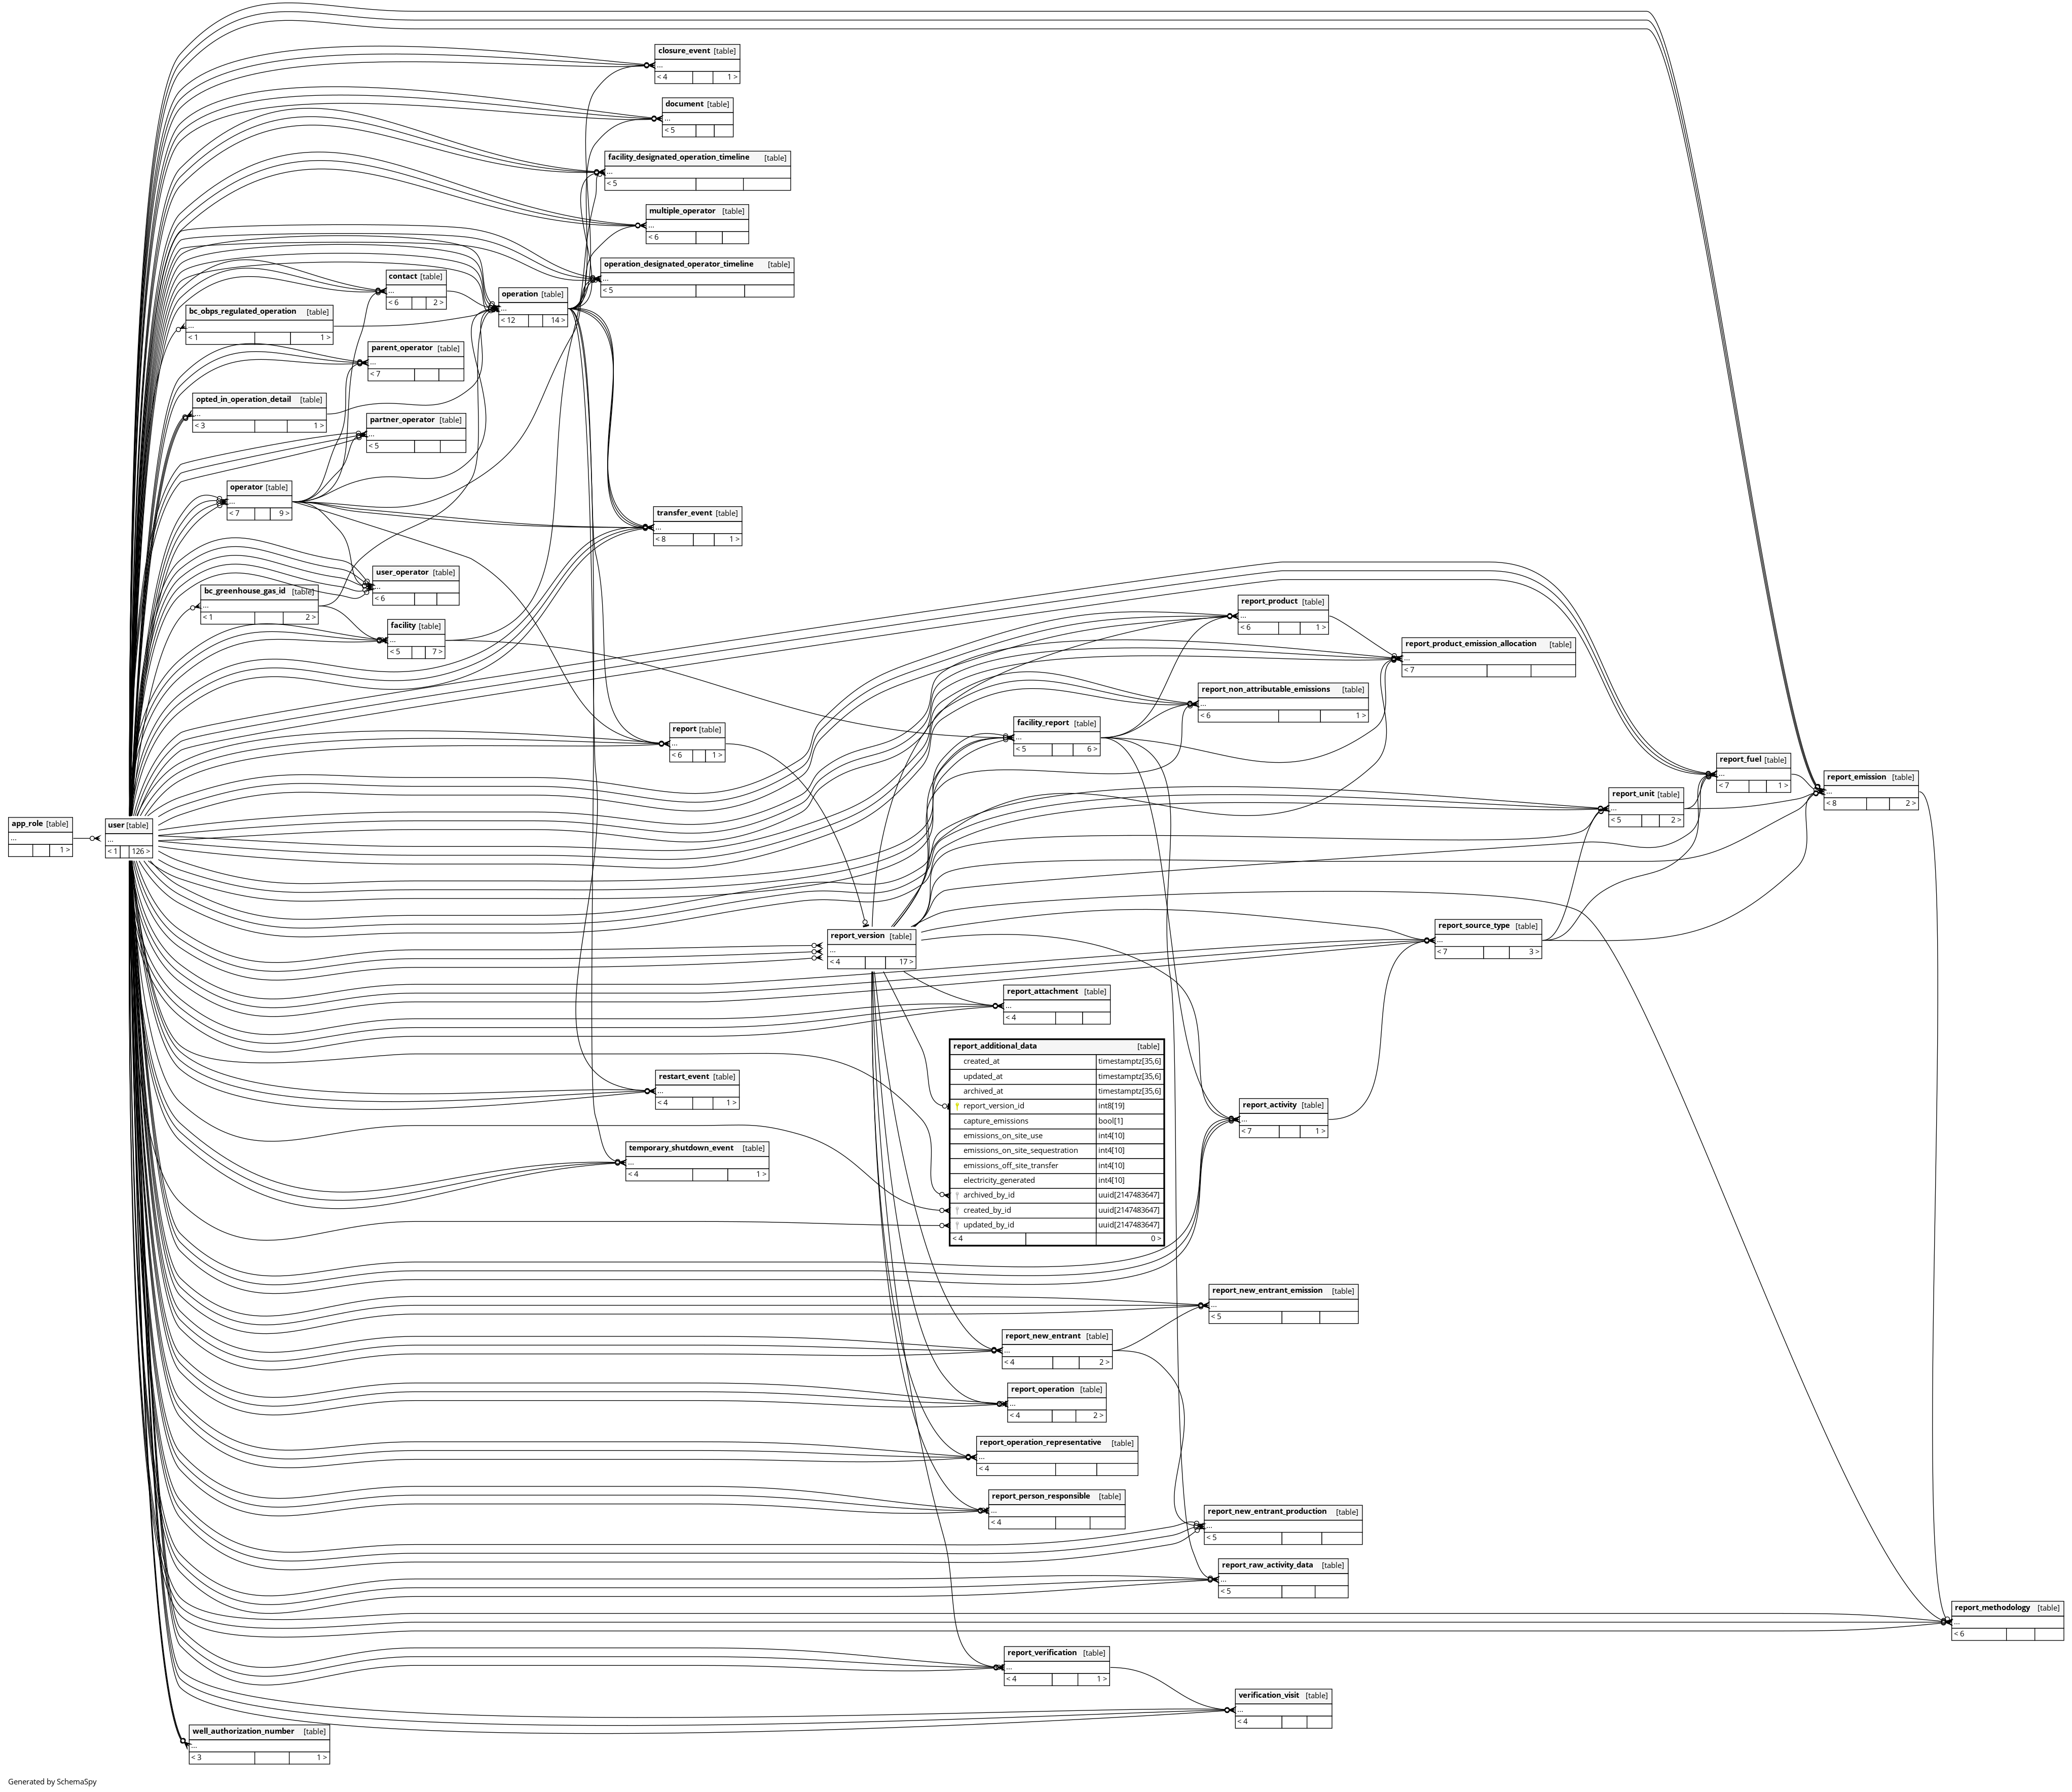 closure_event [table]
...
< 4 1 >
document [table]
...
< 5
facility_designated_operation_timeline [table]
...
< 5
multiple_operator [table]
...
< 6
operation_designated_operator_timeline [table]
...
< 5
contact [table]
...
< 6 2 >
operation [table]
...
< 12 14 >
bc_obps_regulated_operation [table]
...
< 1 1 >
parent_operator [table]
...
< 7
opted_in_operation_detail [table]
...
< 3 1 >
partner_operator [table]
...
< 5
operator [table]
...
< 7 9 >
transfer_event [table]
...
< 8 1 >
user_operator [table]
...
< 6
bc_greenhouse_gas_id [table]
...
< 1 2 >
facility [table]
...
< 5 7 >
report_product [table]
...
< 6 1 >
report_product_emission_allocation [table]
...
< 7
report_non_attributable_emissions [table]
...
< 6 1 >
facility_report [table]
...
< 5 6 >
report [table]
...
< 6 1 >
report_fuel [table]
...
< 7 1 >
report_emission [table]
...
< 8 2 >
report_unit [table]
...
< 5 2 >
app_role [table]
...
1 >
user [table]
...
< 1 126 >
report_source_type [table]
...
< 7 3 >
report_version [table]
...
< 4 17 >
report_attachment [table]
...
< 4
report_additional_data [table]
created_at timestamptz[35,6]
updated_at timestamptz[35,6]
archived_at timestamptz[35,6]
report_version_id int8[19]
capture_emissions bool[1]
emissions_on_site_use int4[10]
emissions_on_site_sequestration int4[10]
emissions_off_site_transfer int4[10]
electricity_generated int4[10]
archived_by_id uuid[2147483647]
created_by_id uuid[2147483647]
updated_by_id uuid[2147483647]
< 4 0 >
restart_event [table]
...
< 4 1 >
report_activity [table]
...
< 7 1 >
temporary_shutdown_event [table]
...
< 4 1 >
report_new_entrant_emission [table]
...
< 5
report_new_entrant [table]
...
< 4 2 >
report_operation [table]
...
< 4 2 >
report_operation_representative [table]
...
< 4
report_person_responsible [table]
...
< 4
report_new_entrant_production [table]
...
< 5
report_raw_activity_data [table]
...
< 5
report_methodology [table]
...
< 6
report_verification [table]
...
< 4 1 >
verification_visit [table]
...
< 4
well_authorization_number [table]
...
< 3 1 >
Generated by SchemaSpy